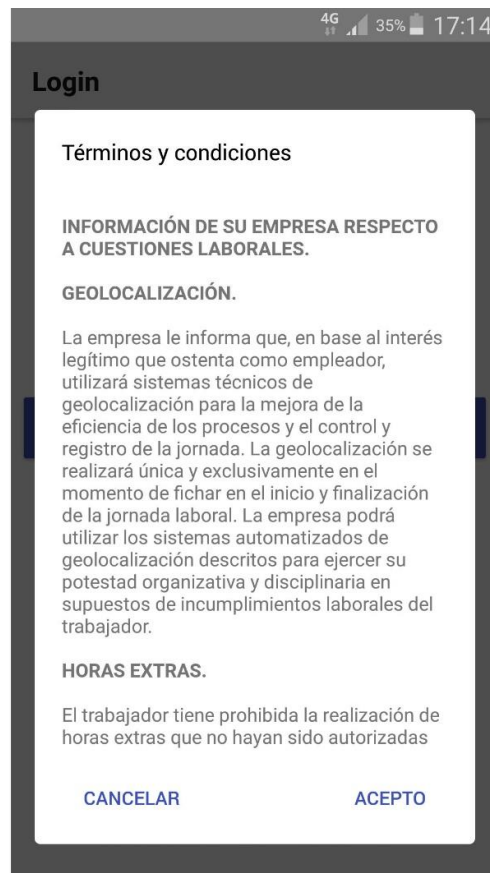 4G 35% 17:14
Login
Términos y condiciones
INFORMACIÓN DE SU EMPRESA RESPECTO
A CUESTIONES LABORALES.
GEOLOCALIZACIÓN.
La empresa le informa que, en base al interés
legítimo que ostenta como empleador,
utilizará sistemas técnicos de
geolocalización para la mejora de la
eficiencia de los procesos y el control y
registro de la jornada. La geolocalización se
realizará única y exclusivamente en el
momento de fichar en el inicio y finalización
de la jornada laboral. La empresa podrá
utilizar los sistemas automatizados de
geolocalización descritos para ejercer su
potestad organizativa y disciplinaria en
supuestos de incumplimientos laborales del
trabajador.
HORAS EXTRAS.
El trabajador tiene prohibida la realización de
horas extras que no hayan sido autorizadas
CANCELAR ACEPTO